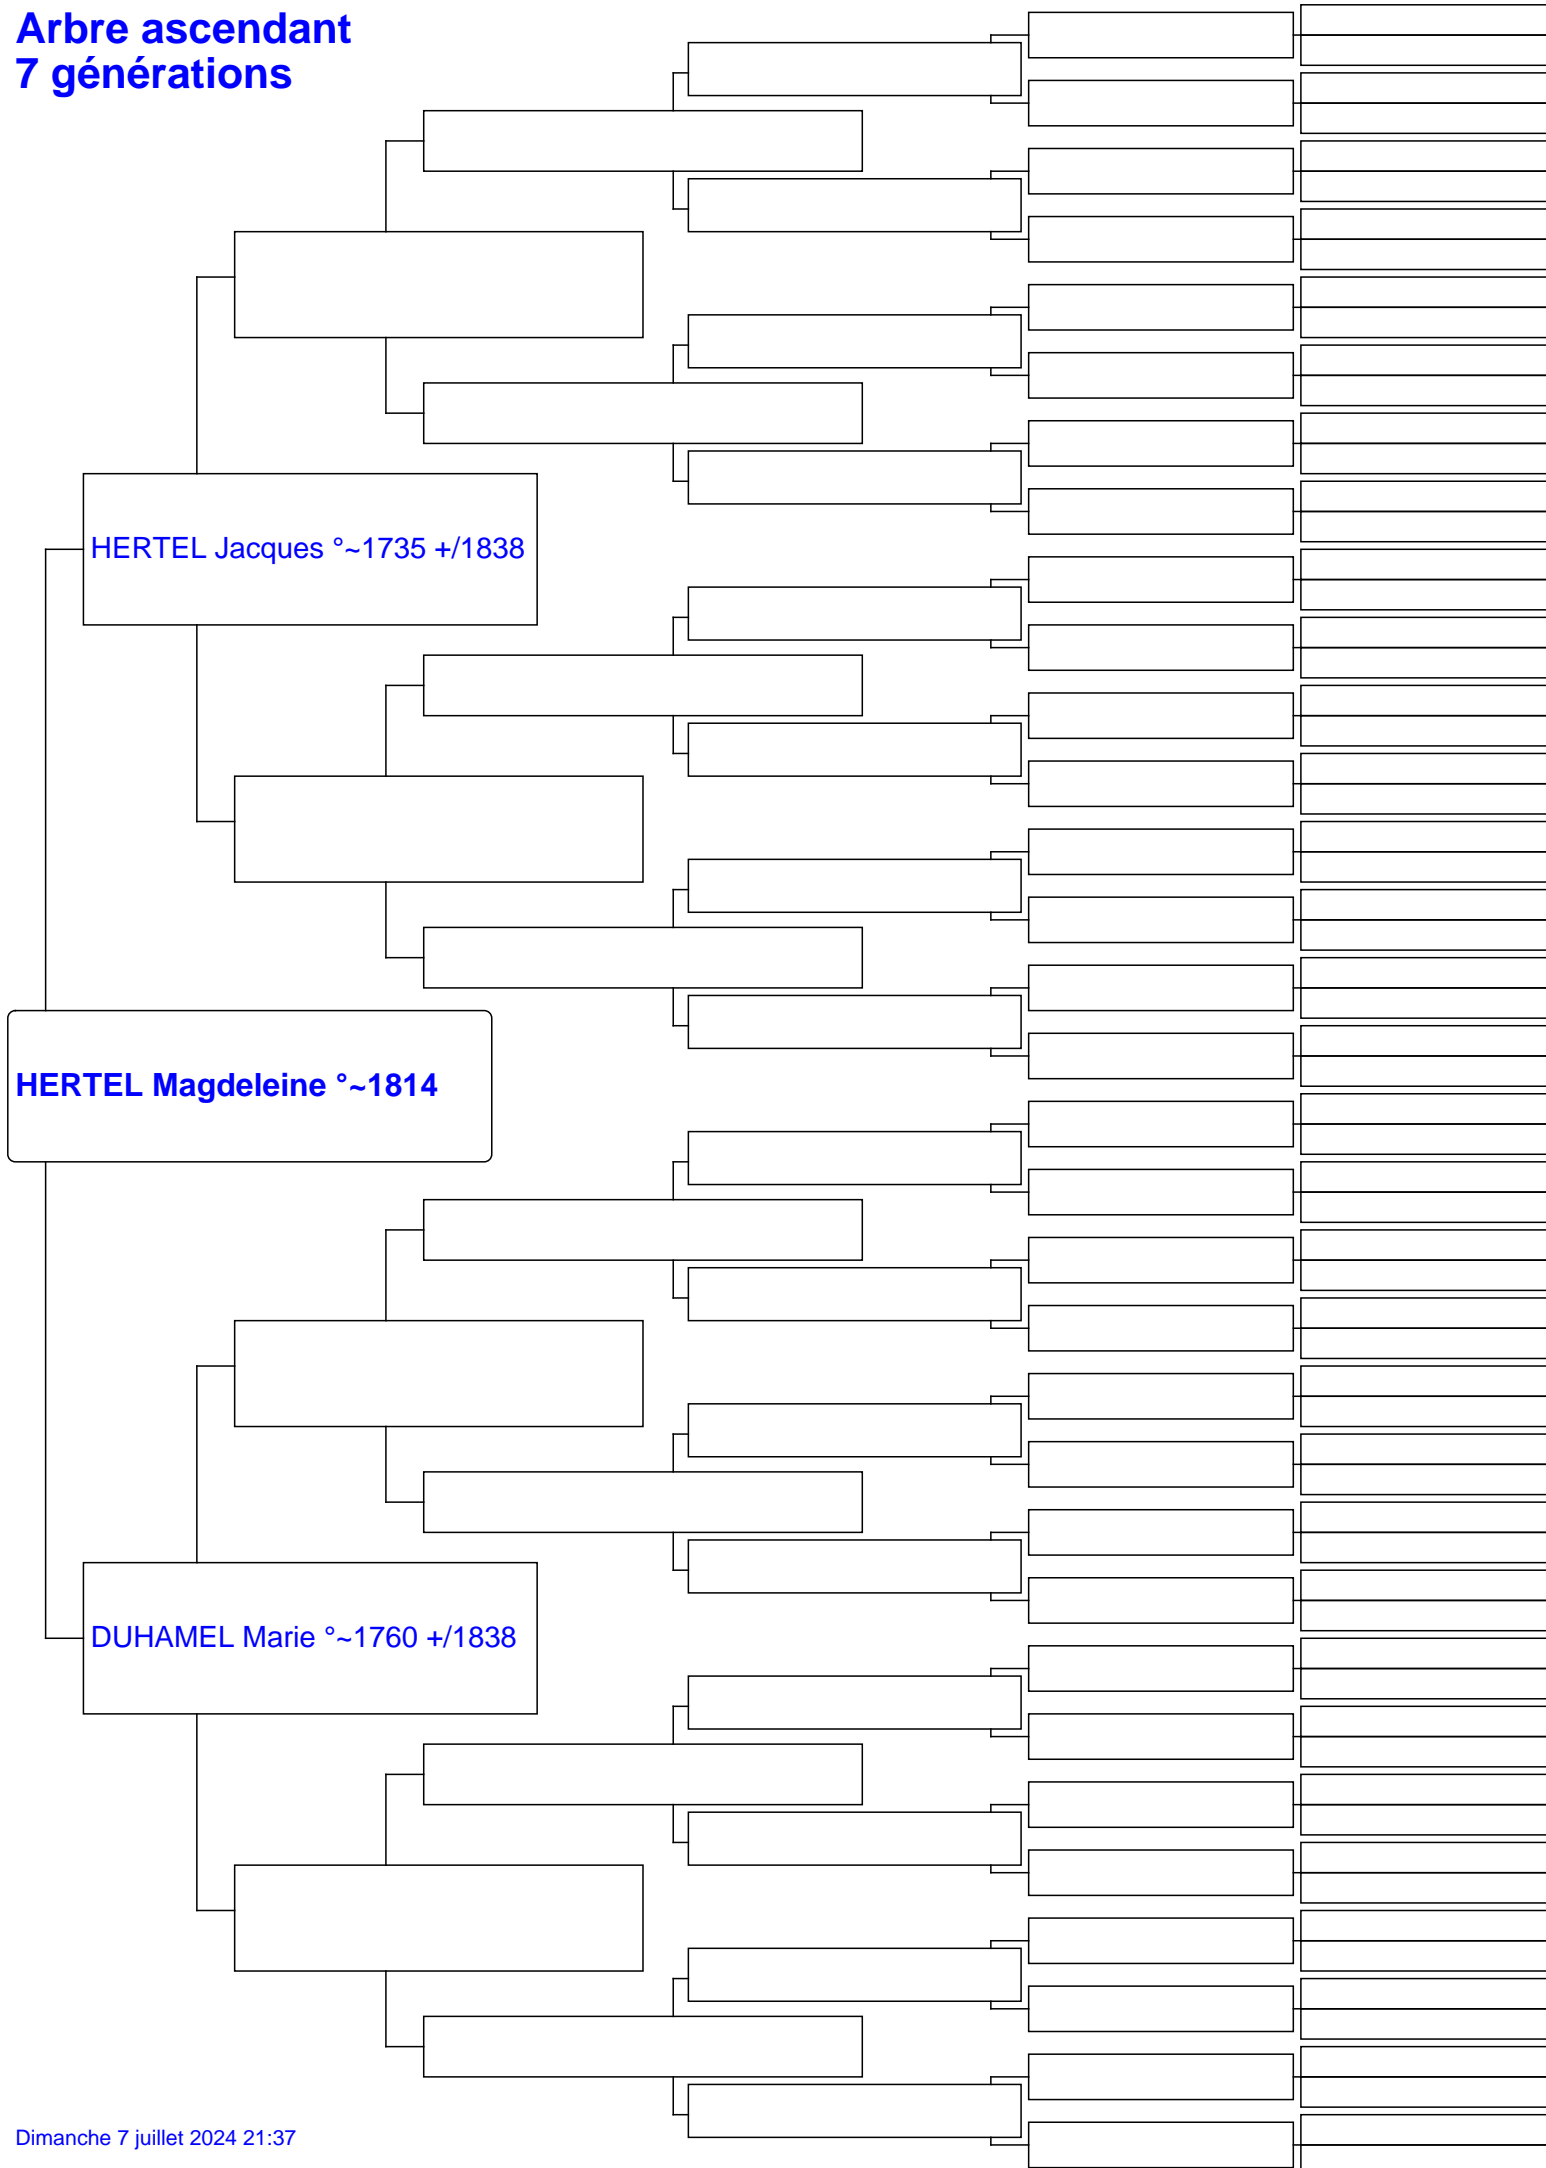 Arbre ascendant
7 générations
HERTEL Jacques °~1735 +/1838
HERTEL Magdeleine °~1814
DUHAMEL Marie °~1760 +/1838
Dimanche 7 juillet 2024 21:37